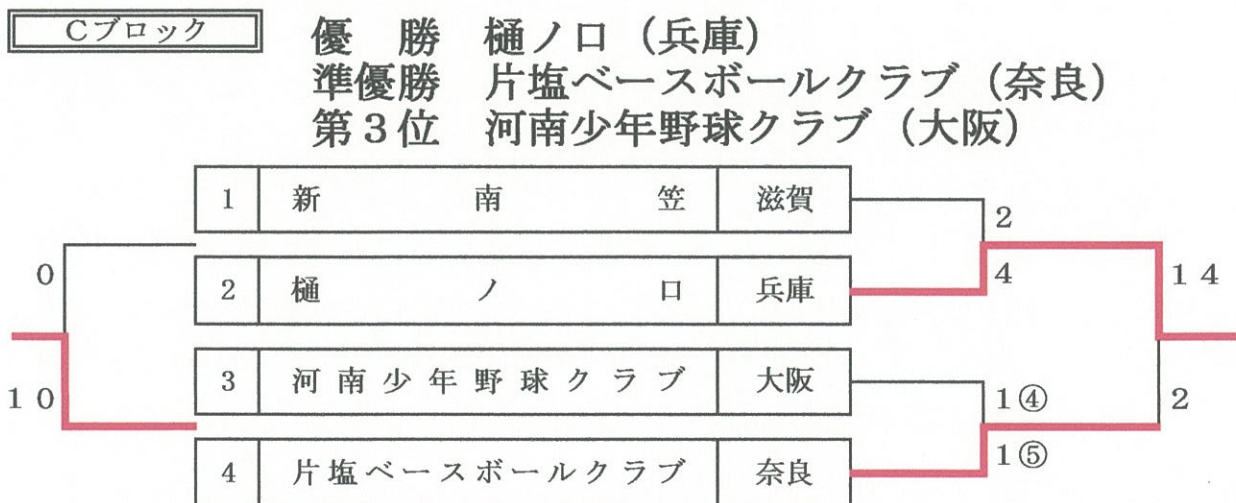 Cブロック
優　勝　樋ノ口（兵庫）
準優勝　片塩ベースボールクラブ（奈良）
第３位　河南少年野球クラブ（大阪）
1 新南笠 滋賀
2
0
2 樋ノロ 兵庫
4
14
3 河南少年野球クラブ 大阪
10
1④
2
4 片塩ベースボールクラブ 奈良
1⑤